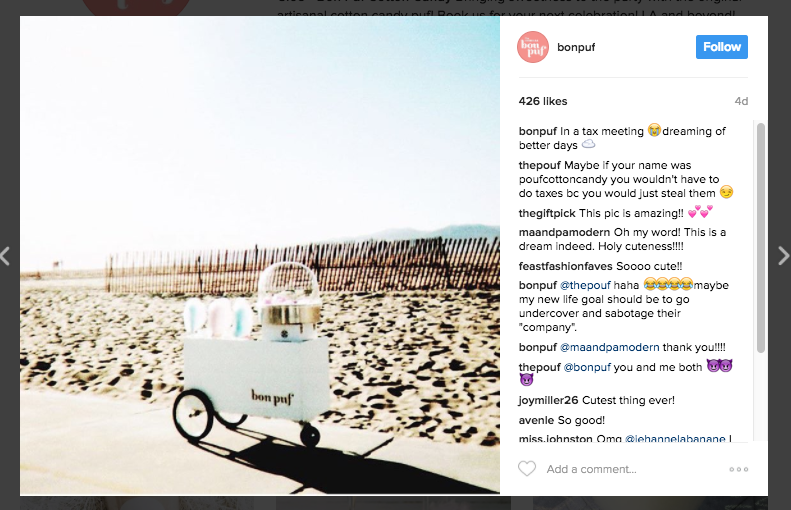 artisanal cotton candy puf! Book us for your next celebration! LA and beyond!
bon puf
bon
puf
bonpuf
Follow
426 likes
4d
bonpuf In a tax meeting 😭 dreaming of
better days ☁️
thepouf Maybe if your name was
poufcottoncandy you wouldn't have to
do taxes bc you would just steal them 😏
thegiftpick This pic is amazing!! 💕💕
maandpamodern Oh my word! This is a
dream indeed. Holy cuteness!!!!
feastfashionfaves Soooo cute!!
bonpuf @thepouf haha 😂😂😂😂maybe
my new life goal should be to go
undercover and sabotage their
"company".
bonpuf @maandpamodern thank you!!!!
thepouf @bonpuf you and me both 😈😈
😈
joymiller26 Cutest thing ever!
avenle So good!
miss.johnston Omg @jehannelabanane I
Add a comment...